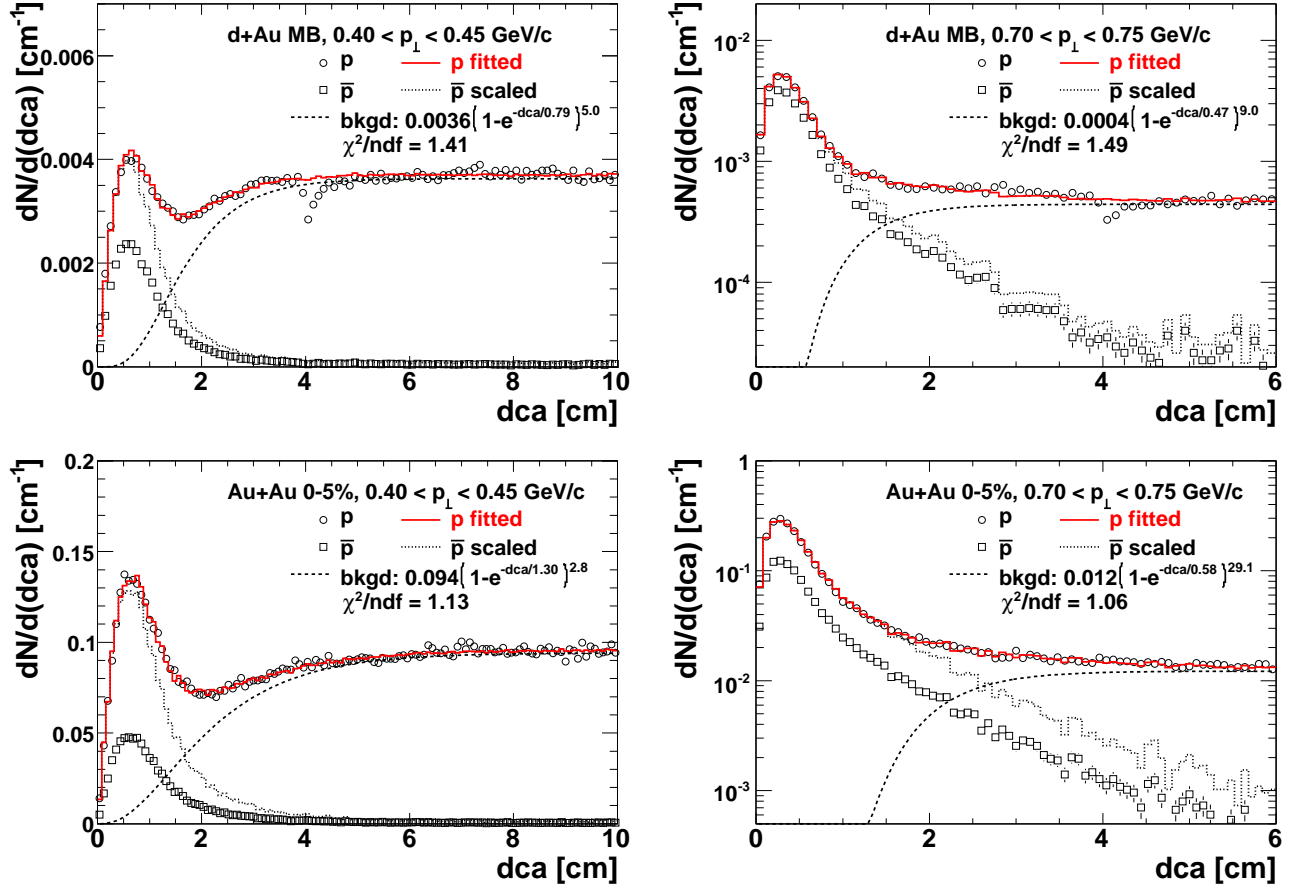 d+Au MB, 0.40 < p⊥ < 0.45 GeV/c
p p fitted
p̅ p̅ scaled
bkgd: 0.0036(1-e^-dca/0.79)^5.0
χ²/ndf = 1.41
dN/d(dca) [cm⁻¹]
0.006
0.004
0.002
0
0 2 4 6 8 10
dca [cm]
d+Au MB, 0.70 < p⊥ < 0.75 GeV/c
p p fitted
p̅ p̅ scaled
bkgd: 0.0004(1-e^-dca/0.47)^9.0
χ²/ndf = 1.49
dN/d(dca) [cm⁻¹]
10⁻²
10⁻³
10⁻⁴
0 2 4 6
dca [cm]
Au+Au 0-5%, 0.40 < p⊥ < 0.45 GeV/c
p p fitted
p̅ p̅ scaled
bkgd: 0.094(1-e^-dca/1.30)^2.8
χ²/ndf = 1.13
dN/d(dca) [cm⁻¹]
0.2
0.15
0.1
0.05
0
0 2 4 6 8 10
dca [cm]
Au+Au 0-5%, 0.70 < p⊥ < 0.75 GeV/c
p p fitted
p̅ p̅ scaled
bkgd: 0.012(1-e^-dca/0.58)^29.1
χ²/ndf = 1.06
dN/d(dca) [cm⁻¹]
1
10⁻¹
10⁻²
10⁻³
0 2 4 6
dca [cm]